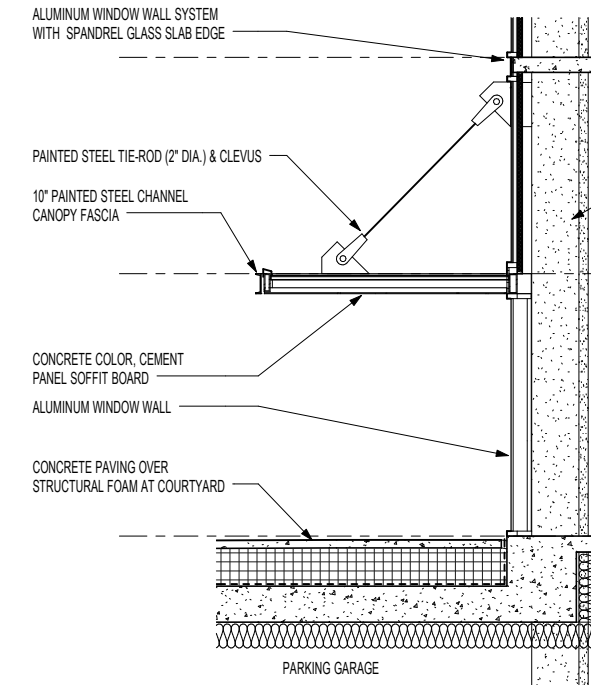 ALUMINUM WINDOW WALL SYSTEM
WITH SPANDREL GLASS SLAB EDGE
PAINTED STEEL TIE-ROD (2" DIA.) & CLEVUS
10" PAINTED STEEL CHANNEL
CANOPY FASCIA
CONCRETE COLOR, CEMENT
PANEL SOFFIT BOARD
ALUMINUM WINDOW WALL
CONCRETE PAVING OVER
STRUCTURAL FOAM AT COURTYARD
PARKING GARAGE